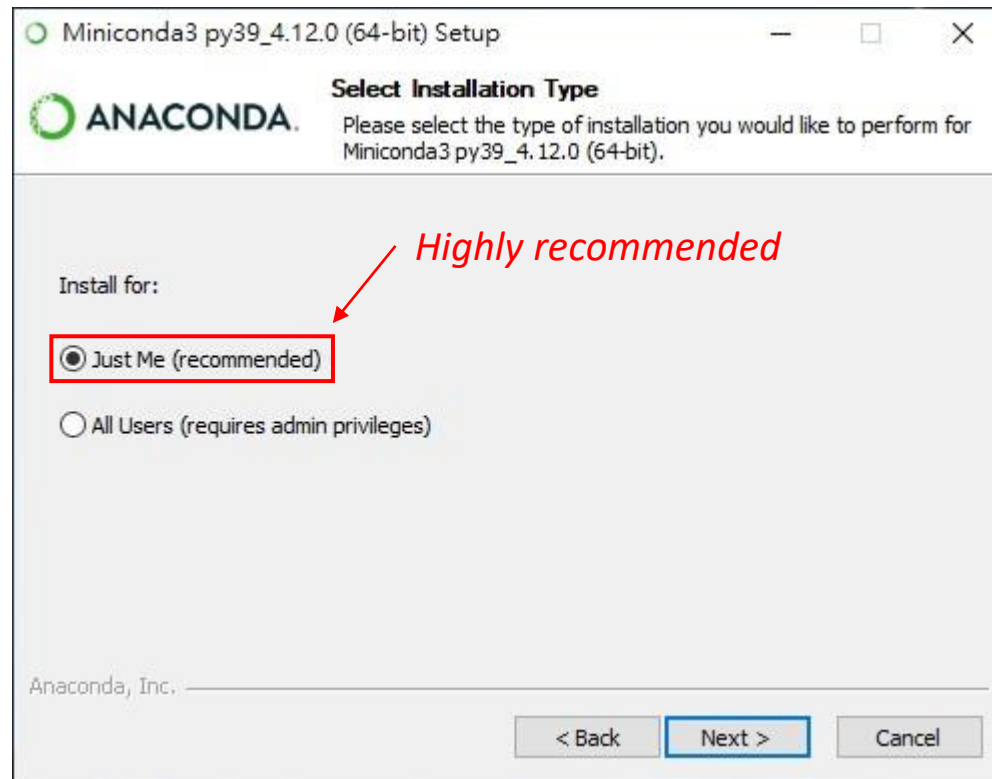 Miniconda3 py39_4.12.0 (64-bit) Setup
ANACONDA.
Select Installation Type
Please select the type of installation you would like to perform for
Miniconda3 py39_4.12.0 (64-bit).
Highly recommended
Install for:
Just Me (recommended)
All Users (requires admin privileges)
Anaconda, Inc.
< Back Next > Cancel